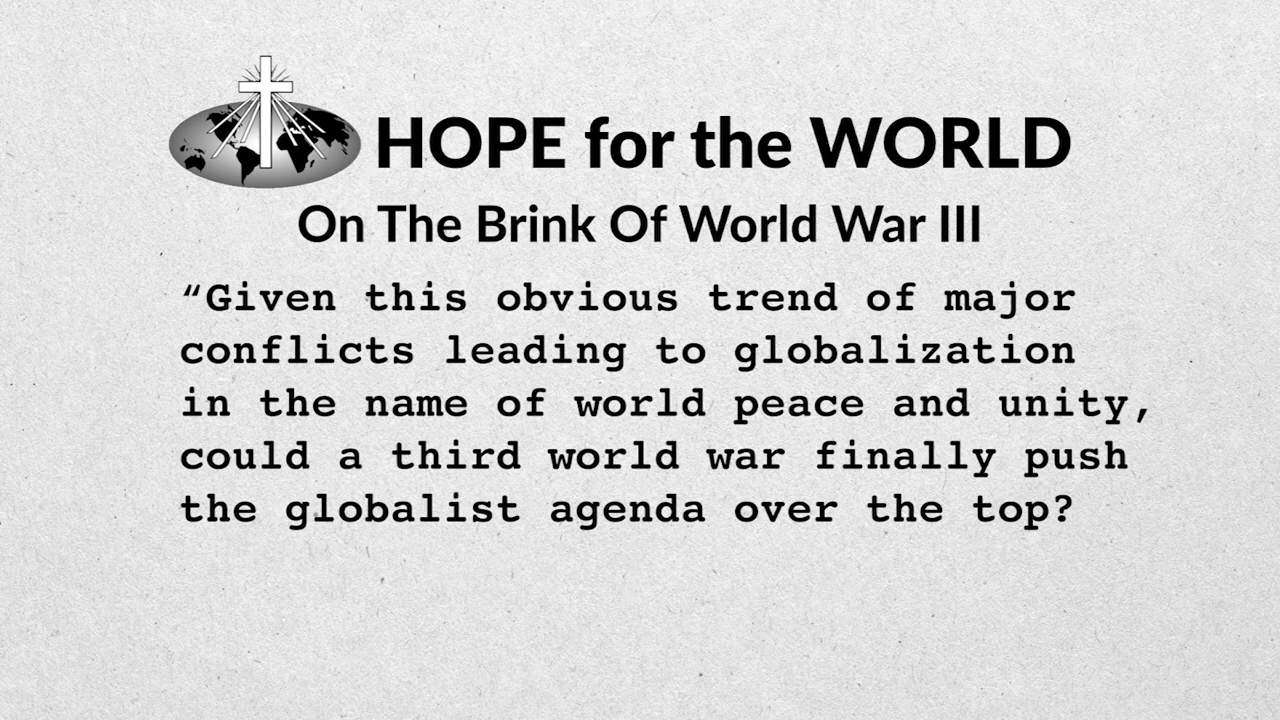 HOPE for the WORLD
On The Brink Of World War III
“Given this obvious trend of major
conflicts leading to globalization
in the name of world peace and unity,
could a third world war finally push
the globalist agenda over the top?